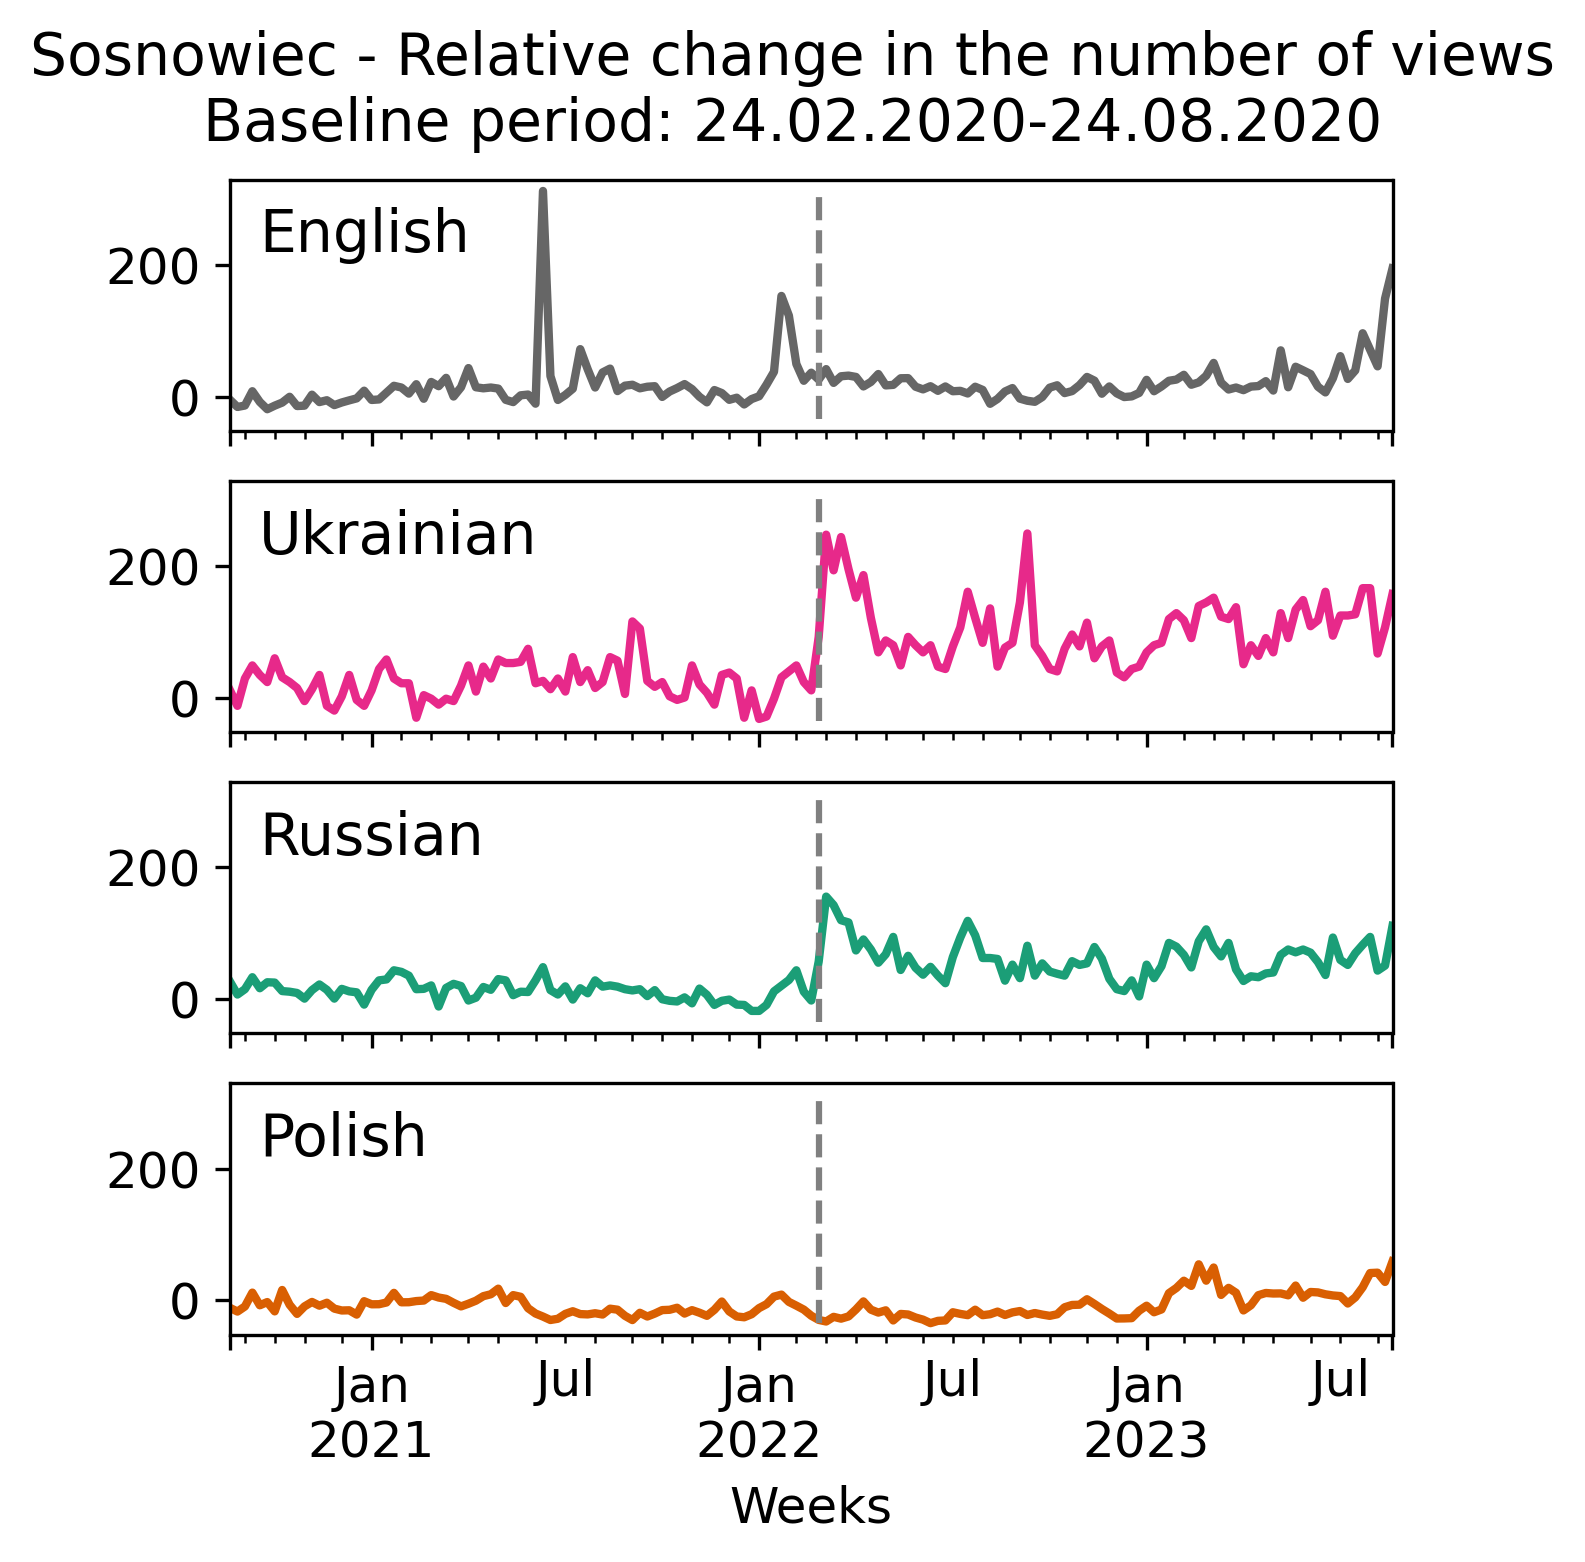 Sosnowiec - Relative change in the number of views
Baseline period: 24.02.2020-24.08.2020
English
200
0
Ukrainian
200
0
Russian
200
0
Polish
200
0
Jan Jul Jan Jul Jan Jul
2021 2022 2023
Weeks